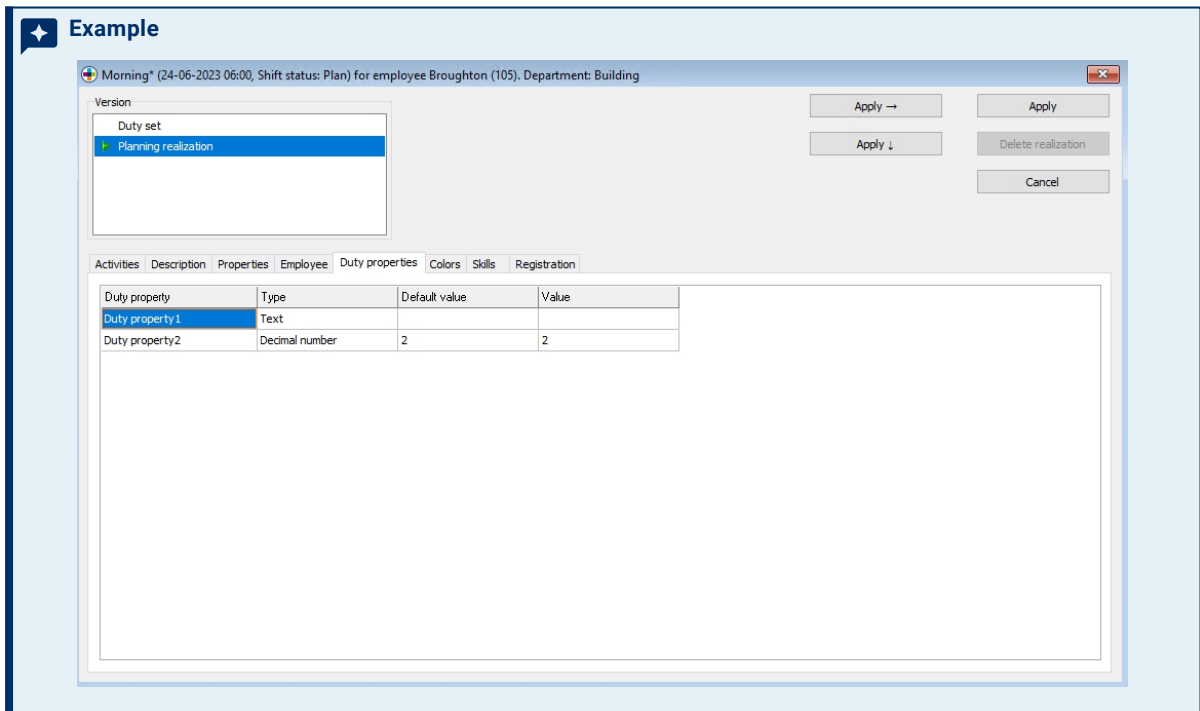 Example
Morning* (24-06-2023 06:00, Shift status: Plan) for employee Broughton (105). Department: Building
Version
Duty set
Planning realization
Apply →
Apply
Apply ↓
Delete realization
Cancel
Activities Description Properties Employee Duty properties Colors Skills Registration
Duty property Type Default value Value
Duty property1 Text
Duty property2 Decimal number 2 2